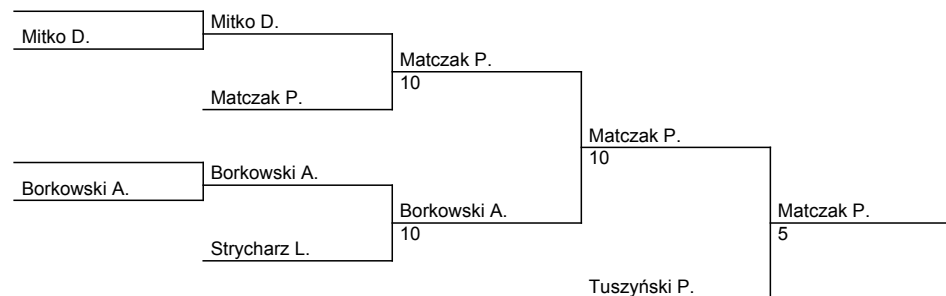 Mitko D.
Mitko D.
Matczak P.
10
Matczak P.
Matczak P.
10
Borkowski A.
Borkowski A.
Borkowski A.
10
Matczak P.
5
Strycharz L.
Tuszyński P.